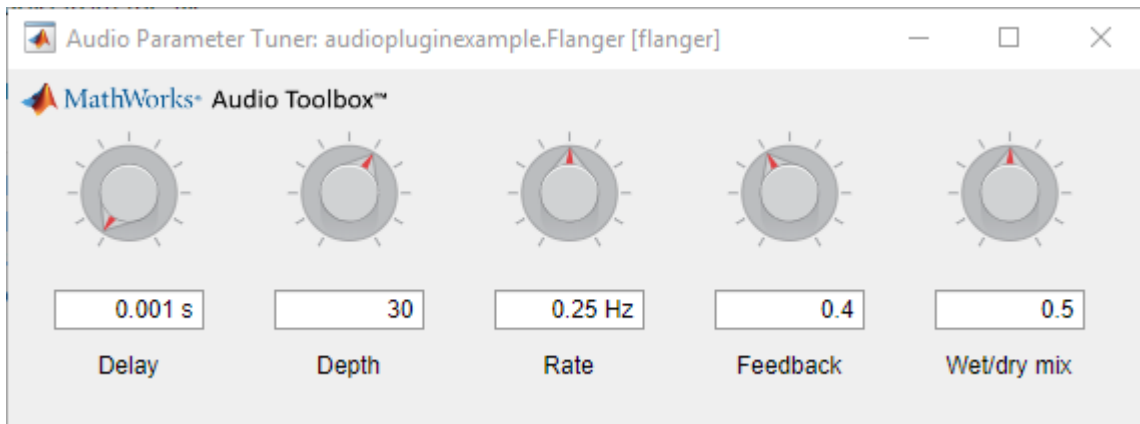 Audio Parameter Tuner: audiopluginexample.Flanger [flanger]
MathWorks® Audio Toolbox™
0.001 s 30 0.25 Hz 0.4 0.5
Delay Depth Rate Feedback Wet/dry mix